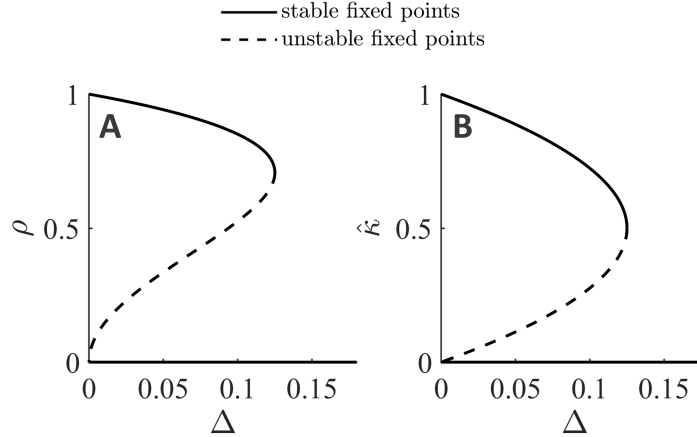 stable fixed points
unstable fixed points
A
B
1
0.5
0
ρ
0
0.05
0.1
0.15
Δ
1
0.5
0
κ̂
0
0.05
0.1
0.15
Δ